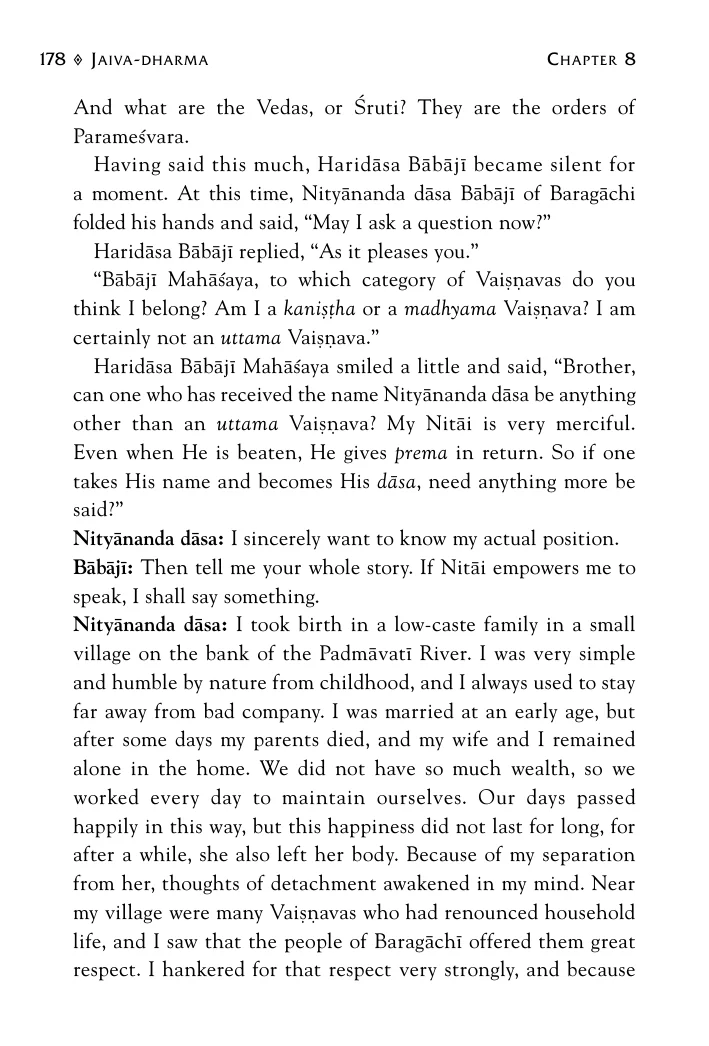 178 ◊ Jaiva-dharma Chapter 8
And what are the Vedas, or Śruti? They are the orders of
Parameśvara.
Having said this much, Haridāsa Bābājī became silent for
a moment. At this time, Nityānanda dāsa Bābājī of Baragāchi
folded his hands and said, “May I ask a question now?”
Haridāsa Bābājī replied, “As it pleases you.”
“Bābājī Mahāśaya, to which category of Vaiṣṇavas do you
think I belong? Am I a kaniṣṭha or a madhyama Vaiṣṇava? I am
certainly not an uttama Vaiṣṇava.”
Haridāsa Bābājī Mahāśaya smiled a little and said, “Brother,
can one who has received the name Nityānanda dāsa be anything
other than an uttama Vaiṣṇava? My Nitāi is very merciful.
Even when He is beaten, He gives prema in return. So if one
takes His name and becomes His dāsa, need anything more be
said?”
Nityānanda dāsa: I sincerely want to know my actual position.
Bābājī: Then tell me your whole story. If Nitāi empowers me to
speak, I shall say something.
Nityānanda dāsa: I took birth in a low-caste family in a small
village on the bank of the Padmāvatī River. I was very simple
and humble by nature from childhood, and I always used to stay
far away from bad company. I was married at an early age, but
after some days my parents died, and my wife and I remained
alone in the home. We did not have so much wealth, so we
worked every day to maintain ourselves. Our days passed
happily in this way, but this happiness did not last for long, for
after a while, she also left her body. Because of my separation
from her, thoughts of detachment awakened in my mind. Near
my village were many Vaiṣṇavas who had renounced household
life, and I saw that the people of Baragāchī offered them great
respect. I hankered for that respect very strongly, and because